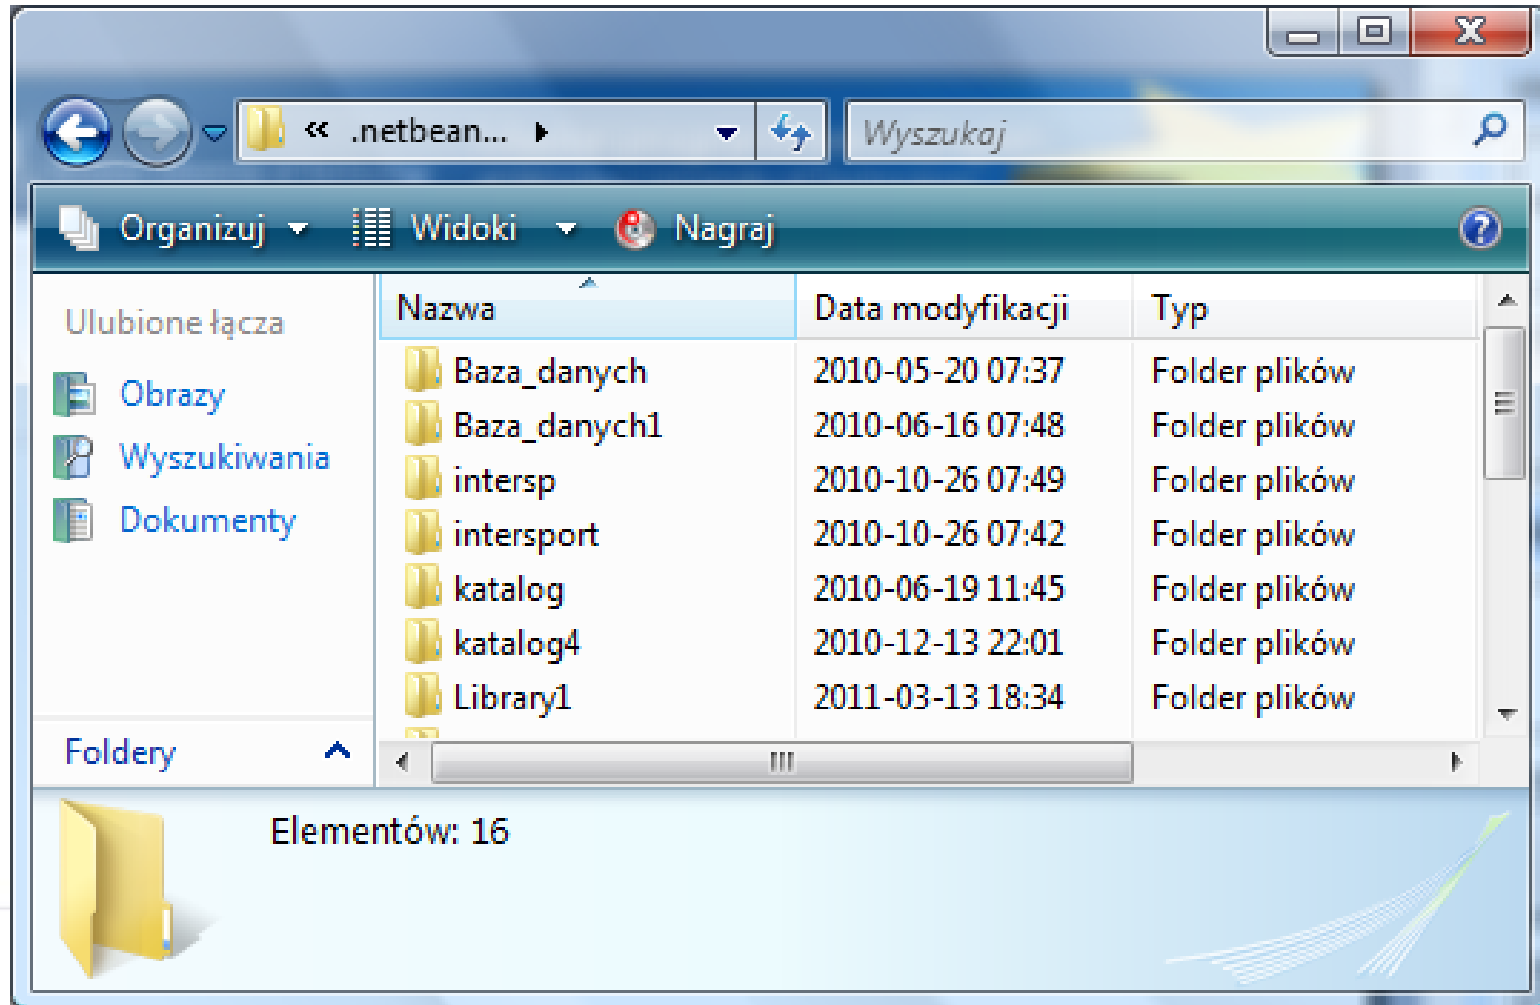 « .netbean...
Wyszukaj
Organizuj Widoki Nagraj
Ulubione łącza
Obrazy
Wyszukiwania
Dokumenty
Foldery
Nazwa Data modyfikacji Typ
Baza_danych 2010-05-20 07:37 Folder plików
Baza_danych1 2010-06-16 07:48 Folder plików
intersp 2010-10-26 07:49 Folder plików
intersport 2010-10-26 07:42 Folder plików
katalog 2010-06-19 11:45 Folder plików
katalog4 2010-12-13 22:01 Folder plików
Library1 2011-03-13 18:34 Folder plików
Elementów: 16